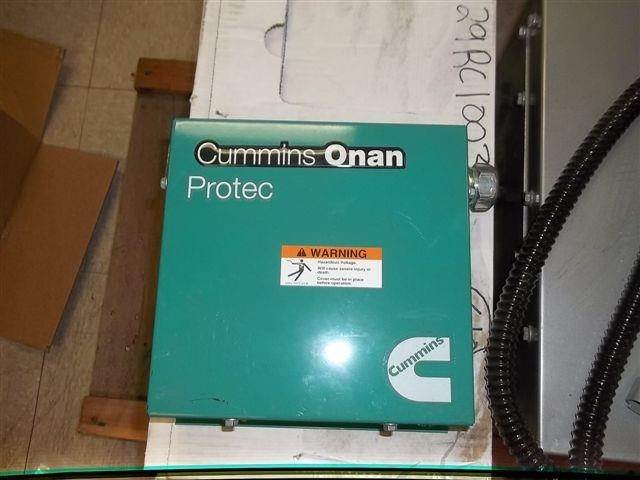 29RC1003
Cummins Onan
Protec
WARNING
Hazardous Voltage.
Will cause severe injury or
death.
Cover must be in place
before operation.
Cummins